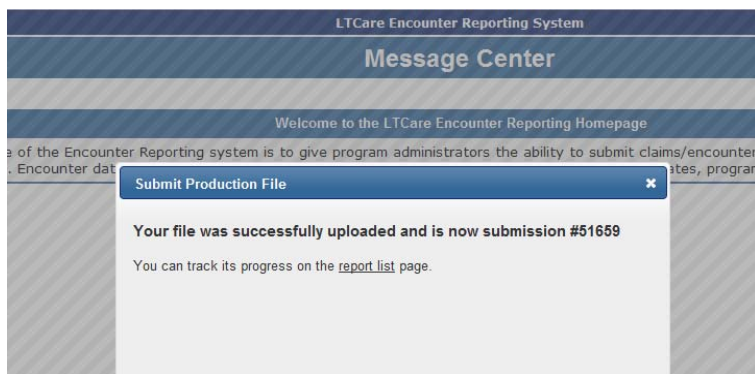 LTCare Encounter Reporting System
Message Center
Welcome to the LTCare Encounter Reporting Homepage
e of the Encounter Reporting system is to give program administrators the ability to submit claims/encounter
. Encounter dat ates, program
Submit Production File
Your file was successfully uploaded and is now submission #51659
You can track its progress on the report list page.